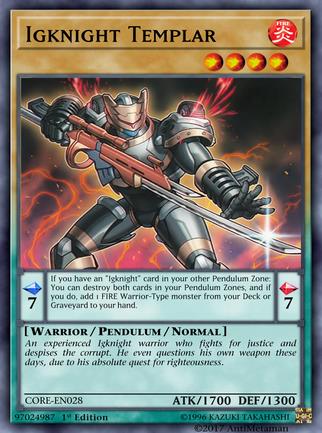 Igknight Templar
FIRE
炎
If you have an "Igknight" card in your other Pendulum Zone:
You can destroy both cards in your Pendulum Zones, and if
you do, add 1 FIRE Warrior-Type monster from your Deck or
Graveyard to your hand.
7
7
[Warrior / Pendulum / Normal]
An experienced Igknight warrior who fights for justice and
despises the corrupt. He even questions his own weapon these
days, due to his absolute quest for righteousness.
CORE-EN028
ATK/1700 DEF/1300
97024987 1st Edition
©1996 KAZUKI TAKAHASHI
©2017 AntiMetaman